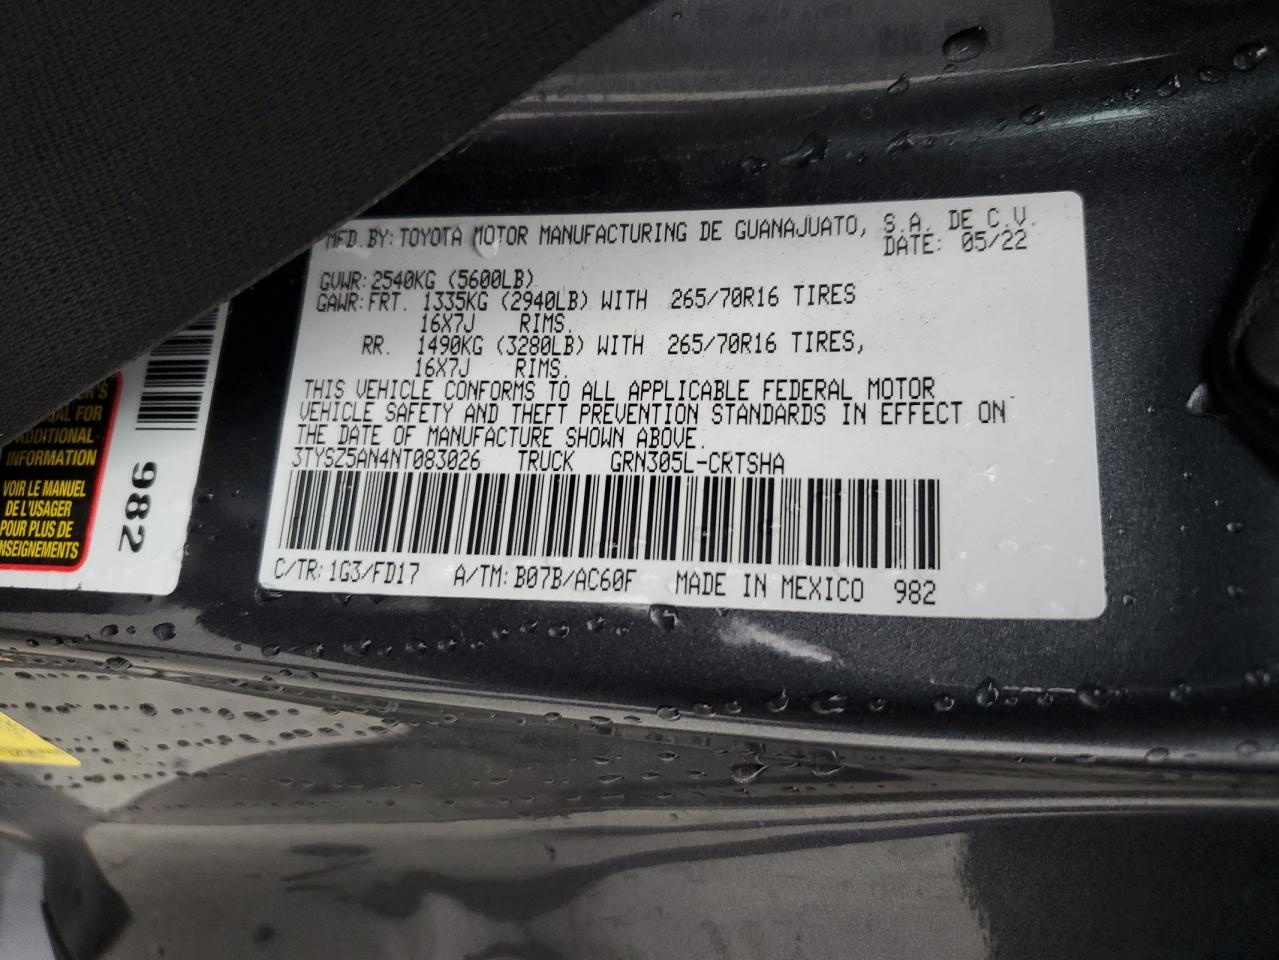 MFD. BY: TOYOTA MOTOR MANUFACTURING DE GUANAJUATO, S.A. DE C.V.
DATE: 05/22
GVWR: 2540KG (5600LB)
GAWR: FRT. 1335KG (2940LB) WITH 265/70R16 TIRES
16X7J RIMS.
RR. 1490KG (3280LB) WITH 265/70R16 TIRES,
16X7J RIMS.
THIS VEHICLE CONFORMS TO ALL APPLICABLE FEDERAL MOTOR
VEHICLE SAFETY AND THEFT PREVENTION STANDARDS IN EFFECT ON
THE DATE OF MANUFACTURE SHOWN ABOVE.
3TYSZ5AN4NT083026 TRUCK GRN305L-CRTSHA
C/TR: 1G3/FD17 A/TM: B07B/AC60F MADE IN MEXICO 982
FOR
ADDITIONAL
INFORMATION
VOIR LE MANUEL
DE L'USAGER
POUR PLUS DE
NSEIGNEMENTS
982